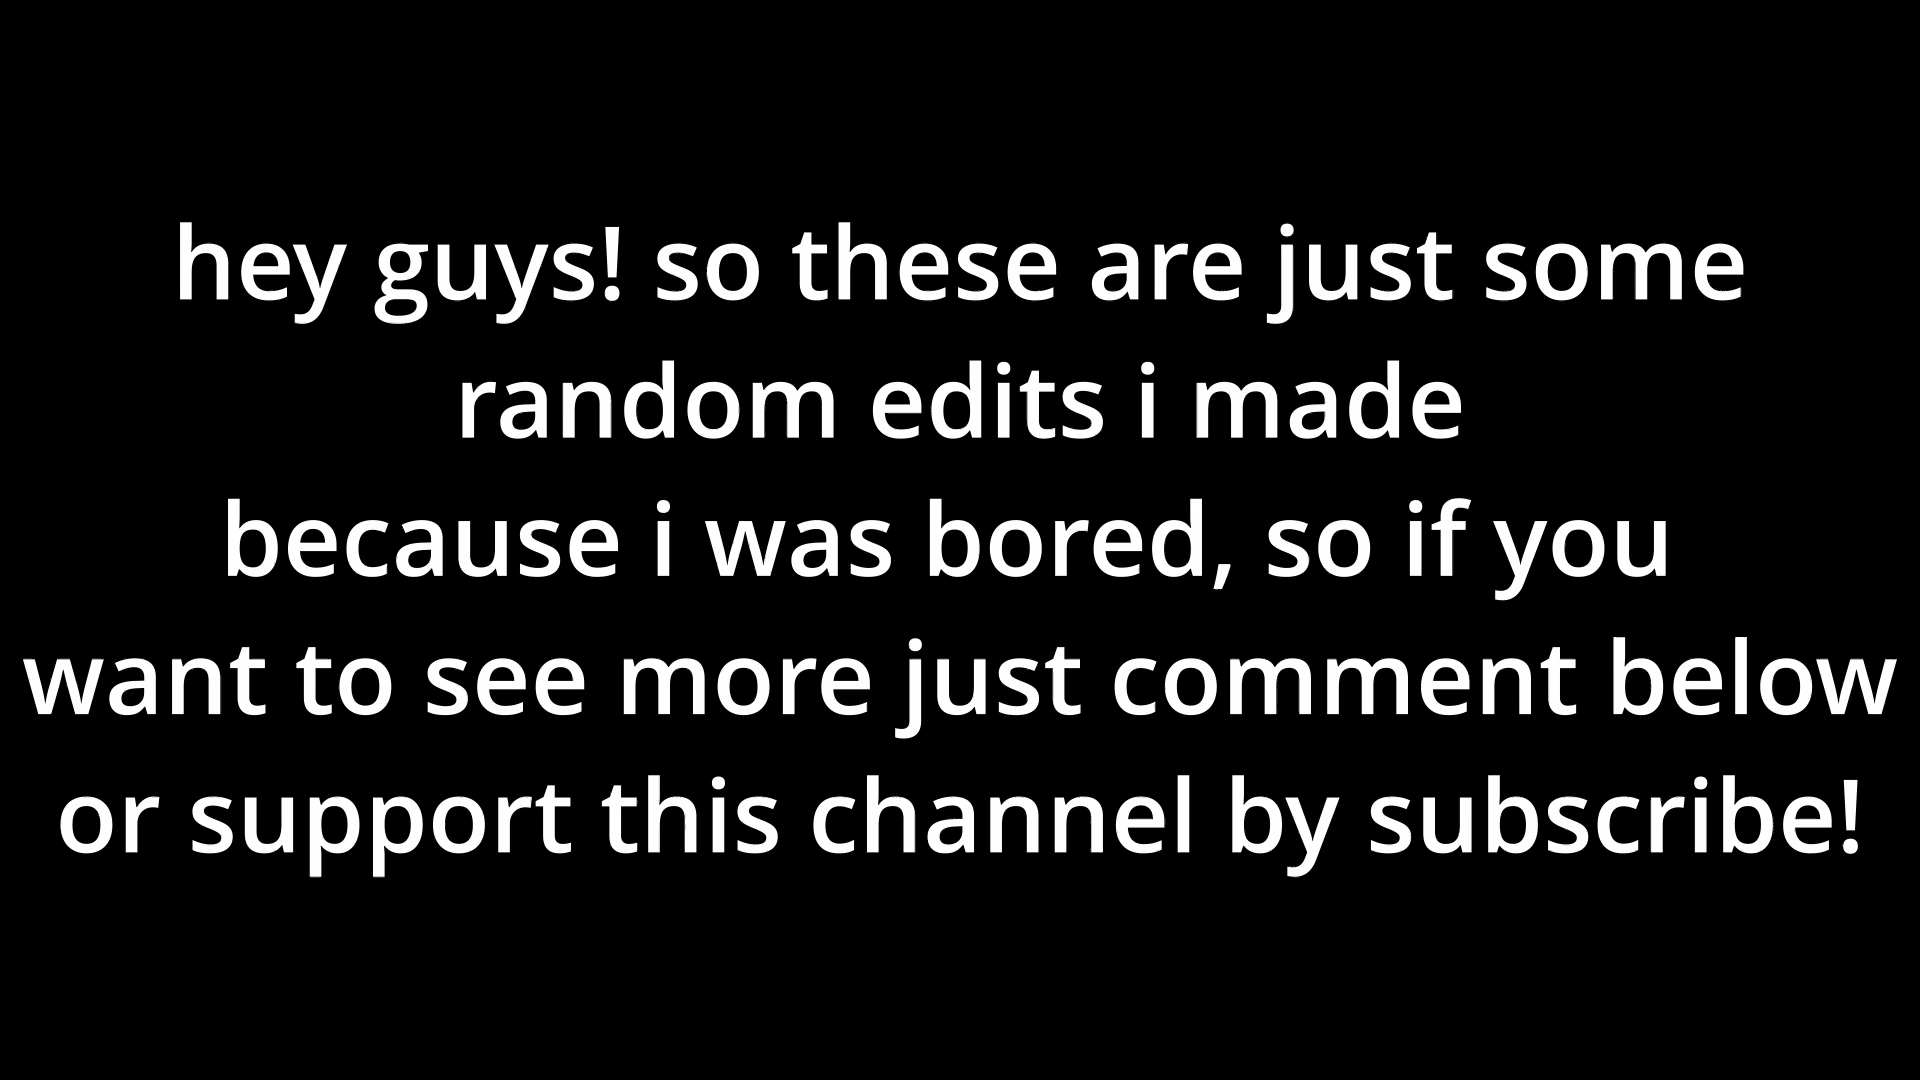 hey guys! so these are just some
random edits i made
because i was bored, so if you
want to see more just comment below
or support this channel by subscribe!